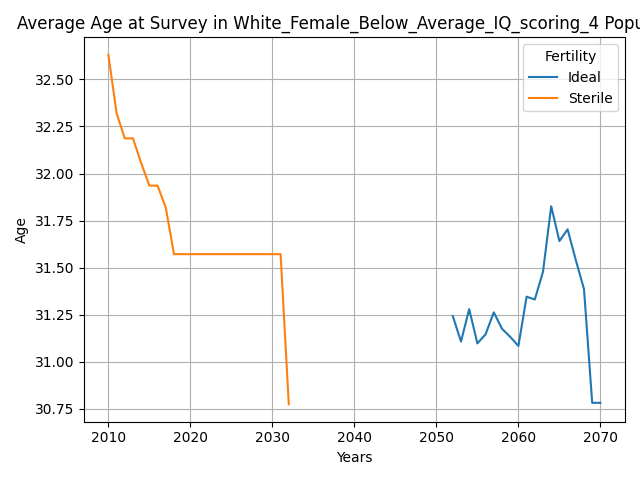 Average Age at Survey in White_Female_Below_Average_IQ_scoring_4 Popu
Fertility
Ideal
Sterile
32.50
32.25
32.00
31.75
31.50
31.25
31.00
30.75
Age
2010 2020 2030 2040 2050 2060 2070
Years